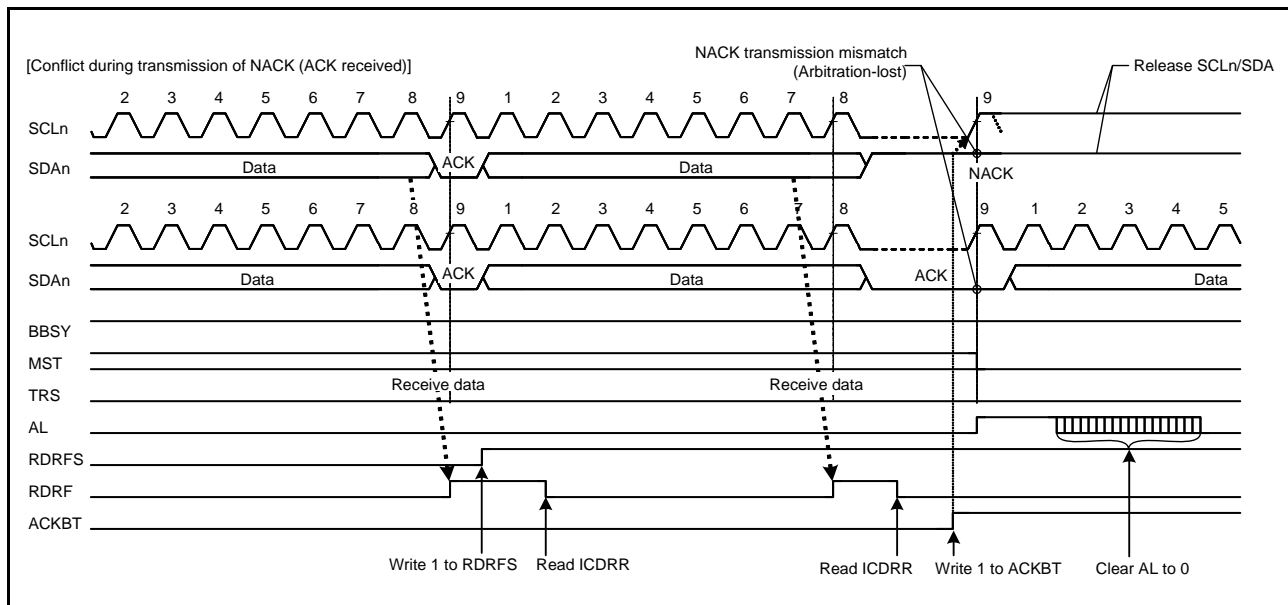 [Conflict during transmission of NACK (ACK received)]
NACK transmission mismatch
(Arbitration-lost)
Release SCLn/SDA
2 3 4 5 6 7 8 9 1 2 3 4 5 6 7 8 9
SCLn
SDAn
Data
ACK
Data
NACK
2 3 4 5 6 7 8 9 1 2 3 4 5 6 7 8 9 1 2 3 4 5
SCLn
SDAn
Data
ACK
Data
ACK
Data
BBSY
MST
Receive data
Receive data
TRS
AL
RDRFS
RDRF
ACKBT
Write 1 to RDRFS
Read ICDRR
Read ICDRR
Write 1 to ACKBT
Clear AL to 0